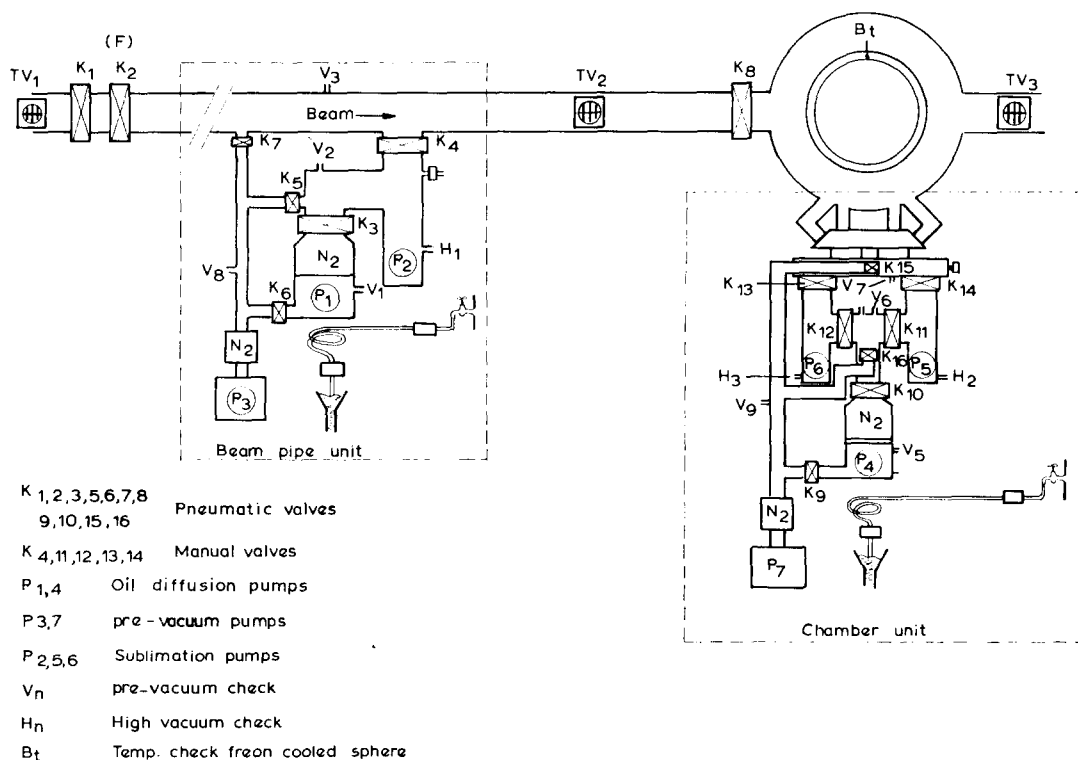 (F)
TV1 K1 K2 V3 TV2 K8 Bt TV3
Beam →
K7 V2 K4
K5
K3
N2 P2 H1
V8 K6 P1 V1
N2
P3
Beam pipe unit
K15
K13 V7 K14
V6
K12 K11
K16
H3 P6 P5 H2
K10
V9 N2
P4 V5
K9
N2
P7
Chamber unit
K 1,2,3,5,6,7,8
9,10,15,16 Pneumatic valves
K 4,11,12,13,14 Manual valves
P 1,4 Oil diffusion pumps
P 3,7 pre-vacuum pumps
P 2,5,6 Sublimation pumps
Vn pre-vacuum check
Hn High vacuum check
Bt Temp. check freon cooled sphere